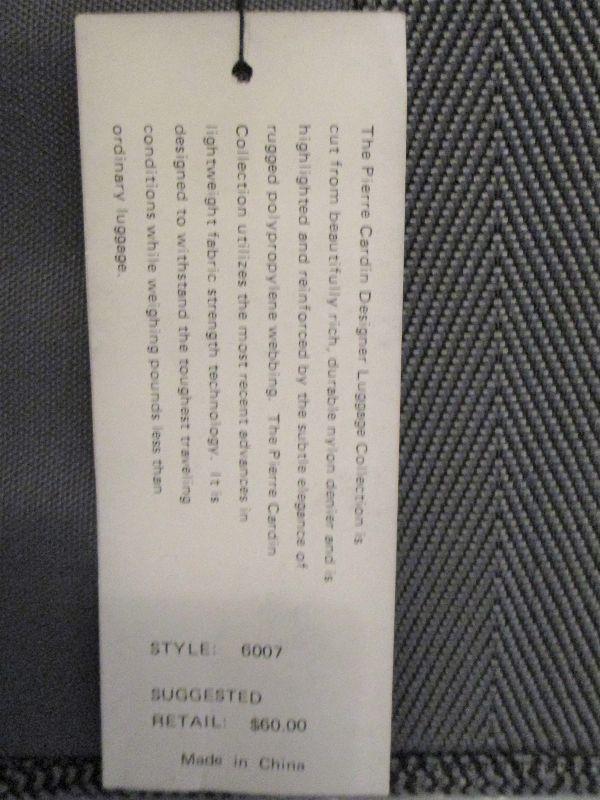 The Pierre Cardin Designer Luggage Collection is
cut from beautifully rich, durable nylon denier and is
highlighted and reinforced by the subtle elegance of
rugged polypropylene webbing. The Pierre Cardin
Collection utilizes the most recent advances in
lightweight fabric strength technology. It is
designed to withstand the toughest traveling
conditions while weighing pounds less than
ordinary luggage.
STYLE: 6007
SUGGESTED
RETAIL: $60.00
Made in China